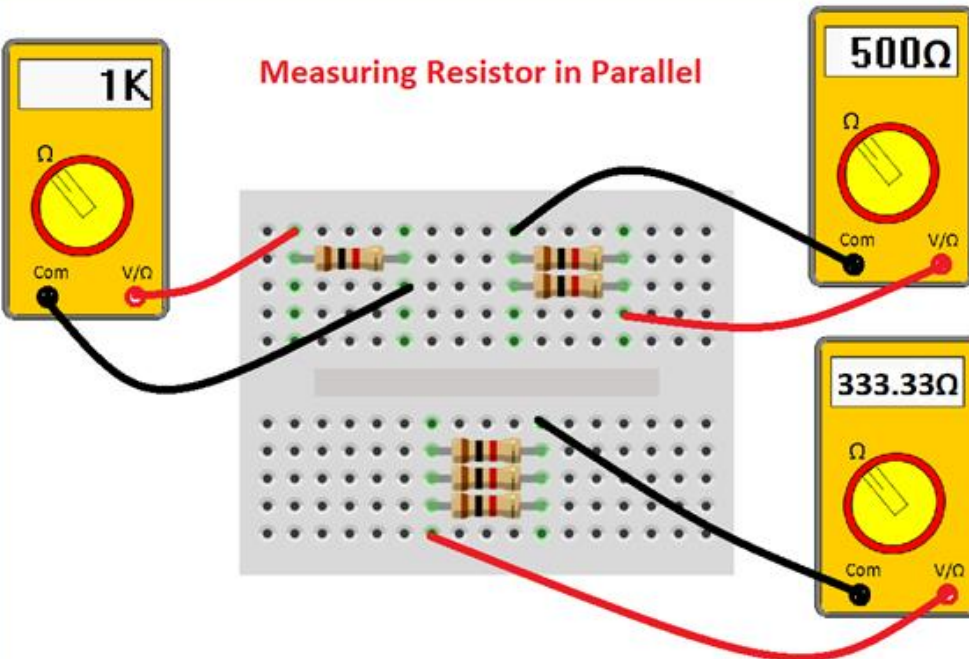 Measuring Resistor in Parallel
1K
Ω
Com V/Ω
500Ω
Ω
Com V/Ω
333.33Ω
Ω
Com V/Ω